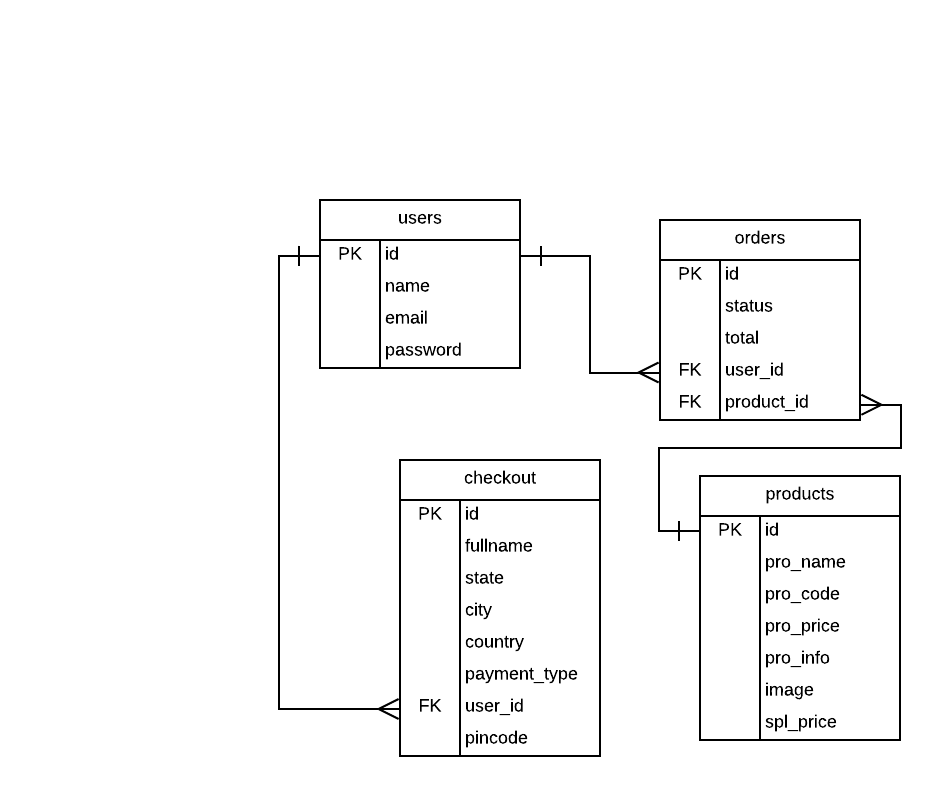 users
PK id
name
email
password
orders
PK id
status
total
FK user_id
FK product_id
checkout
PK id
fullname
state
city
country
payment_type
FK user_id
pincode
products
PK id
pro_name
pro_code
pro_price
pro_info
image
spl_price